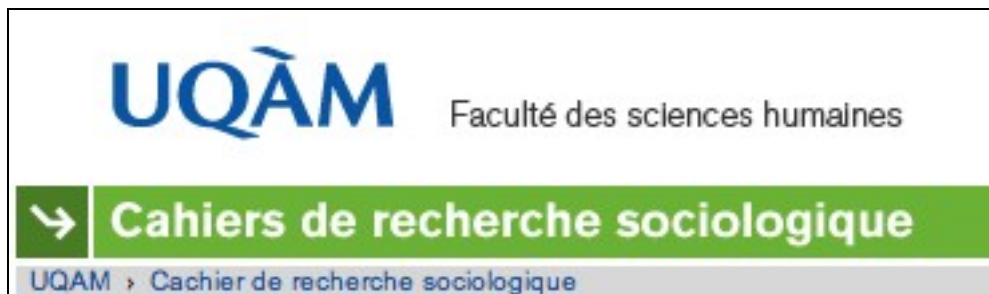 UQÀM Faculté des sciences humaines
Cahiers de recherche sociologique
UQAM › Cachier de recherche sociologique